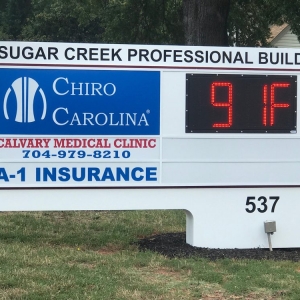 SUGAR CREEK PROFESSIONAL BUILD
CHIRO
CAROLINA®
91F
CALVARY MEDICAL CLINIC
704-979-8210
A-1 INSURANCE
537